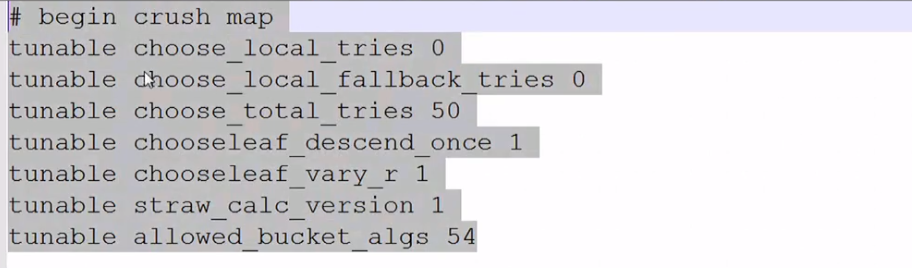 # begin crush map
tunable choose_local_tries 0
tunable choose_local_fallback_tries 0
tunable choose_total_tries 50
tunable chooseleaf_descend_once 1
tunable chooseleaf_vary_r 1
tunable straw_calc_version 1
tunable allowed_bucket_algs 54